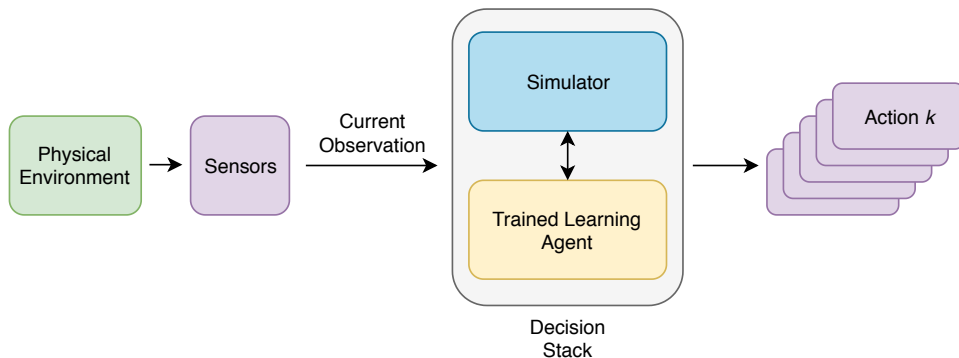 Physical
Environment
Sensors
Current
Observation
Simulator
Trained Learning
Agent
Decision
Stack
Action k